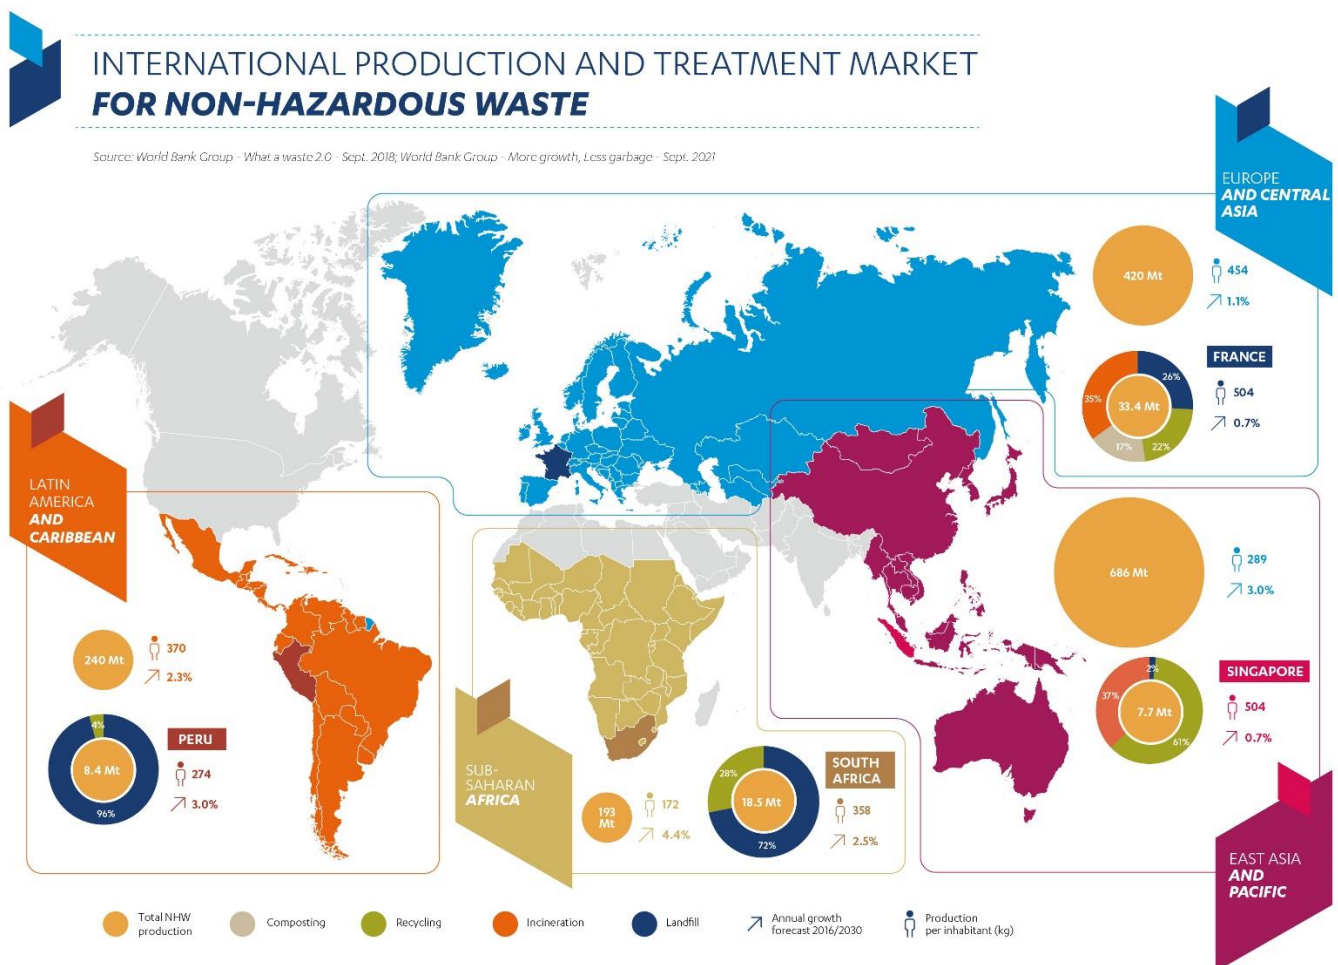 INTERNATIONAL PRODUCTION AND TREATMENT MARKET
FOR NON-HAZARDOUS WASTE
Source: World Bank Group - What a waste 2.0 - Sept. 2018; World Bank Group - More growth, Less garbage - Sept. 2021
EUROPE
AND CENTRAL
ASIA
420 Mt
454
1.1%
FRANCE
504
0.7%
26%
35%
33.4 Mt
17%
22%
LATIN
AMERICA
AND
CARIBBEAN
240 Mt
370
2.3%
PERU
274
3.0%
4%
8.4 Mt
96%
SUB-
SAHARAN
AFRICA
193
Mt
172
4.4%
28%
18.5 Mt
72%
SOUTH
AFRICA
358
2.5%
686 Mt
289
3.0%
SINGAPORE
504
0.7%
2%
37%
7.7 Mt
61%
EAST ASIA
AND
PACIFIC
Total NHW
production
Composting
Recycling
Incineration
Landfill
Annual growth
forecast 2016/2030
Production
per inhabitant (kg)